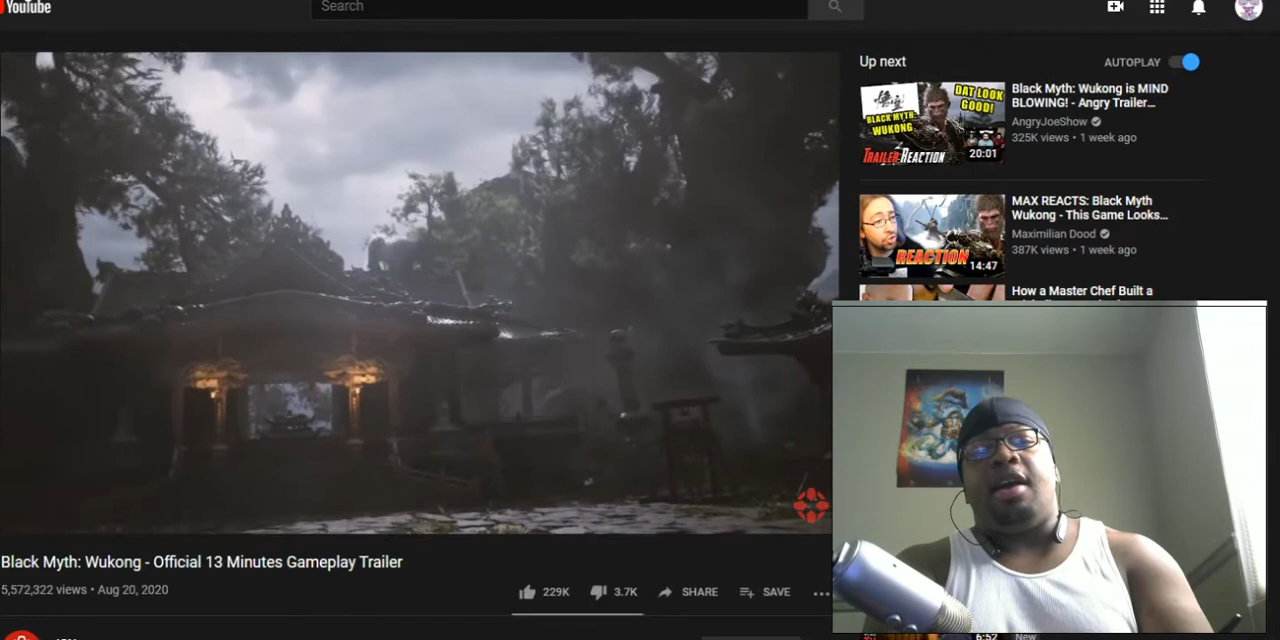 YouTube
Search
Up next
AUTOPLAY
BLACK MYTH:
WUKONG
DAT LOOK
GOOD!
TRAILER REACTION
20:01
Black Myth: Wukong is MIND
BLOWING! - Angry Trailer...
AngryJoeShow
325K views • 1 week ago
REACTION
14:47
MAX REACTS: Black Myth
Wukong - This Game Looks...
Maximilian Dood
387K views • 1 week ago
How a Master Chef Built a
Black Myth: Wukong - Official 13 Minutes Gameplay Trailer
5,572,322 views • Aug 20, 2020
229K
3.7K
SHARE
SAVE
6:52
New